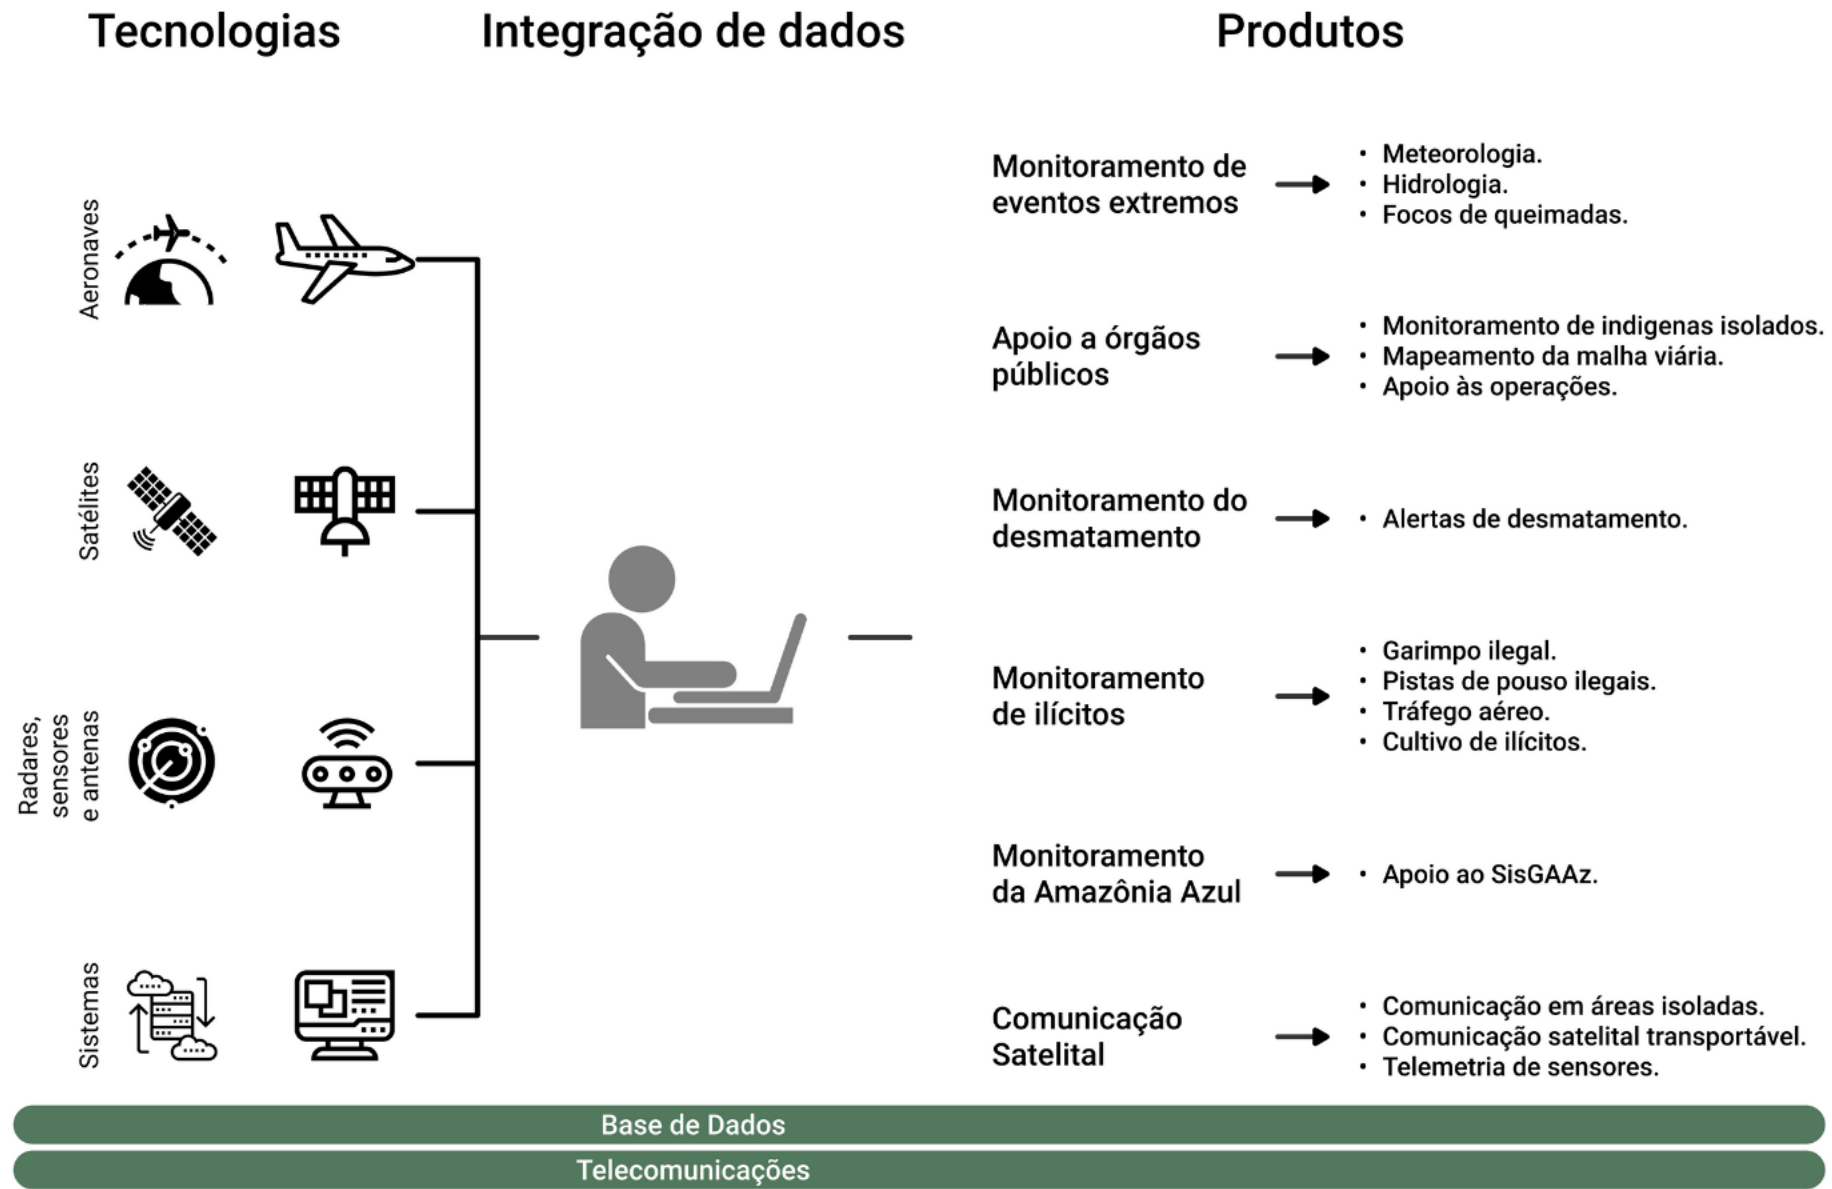 Tecnologias
Integração de dados
Produtos
Aeronaves
Satélites
Radares,
sensores
e antenas
Sistemas
Monitoramento de
eventos extremos
• Meteorologia.
• Hidrologia.
• Focos de queimadas.
Apoio a órgãos
públicos
• Monitoramento de indigenas isolados.
• Mapeamento da malha viária.
• Apoio às operações.
Monitoramento do
desmatamento
• Alertas de desmatamento.
Monitoramento
de ilícitos
• Garimpo ilegal.
• Pistas de pouso ilegais.
• Tráfego aéreo.
• Cultivo de ilícitos.
Monitoramento
da Amazônia Azul
• Apoio ao SisGAAz.
Comunicação
Satelital
• Comunicação em áreas isoladas.
• Comunicação satelital transportável.
• Telemetria de sensores.
Base de Dados
Telecomunicações